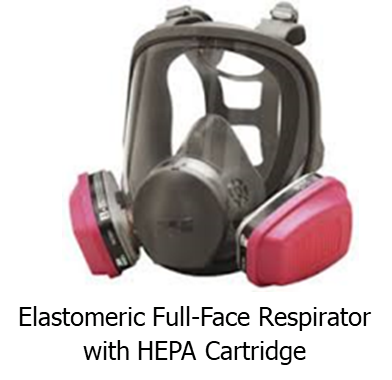 Elastomeric Full-Face Respirator
with HEPA Cartridge